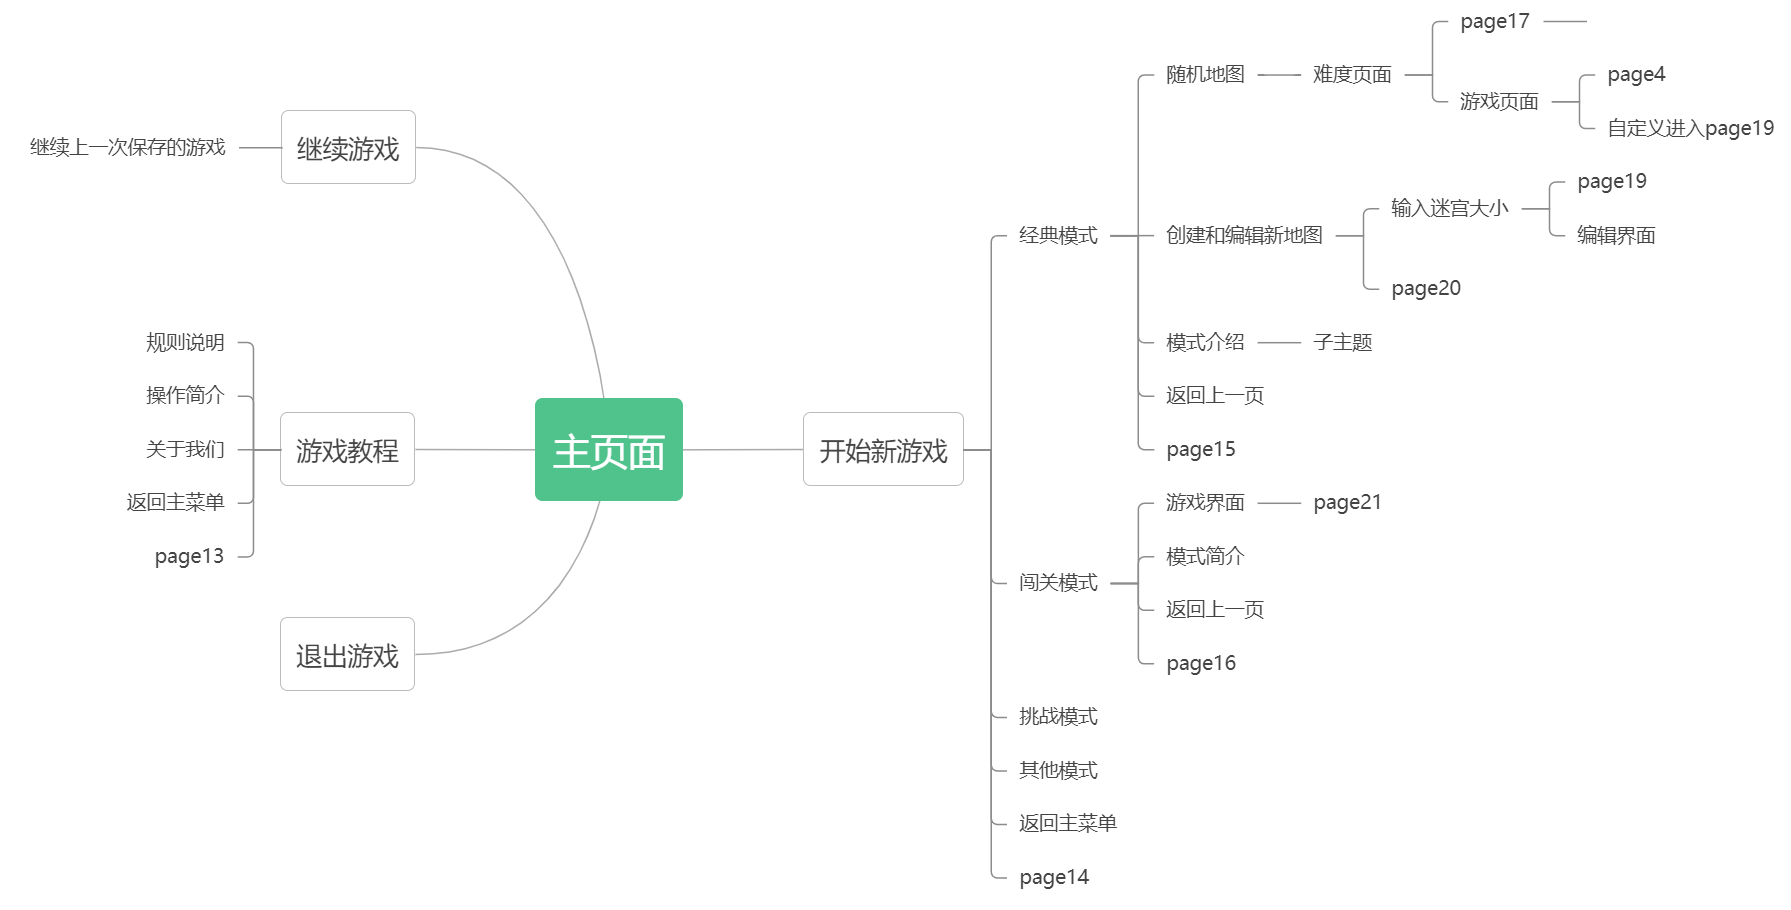 主页面
继续游戏
继续上一次保存的游戏
游戏教程
规则说明
操作简介
关于我们
返回主菜单
page13
退出游戏
开始新游戏
经典模式
随机地图
难度页面
page17
游戏页面
page4
自定义进入page19
创建和编辑新地图
输入迷宫大小
page19
编辑界面
page20
模式介绍
子主题
返回上一页
page15
闯关模式
游戏界面
page21
模式简介
返回上一页
page16
挑战模式
其他模式
返回主菜单
page14